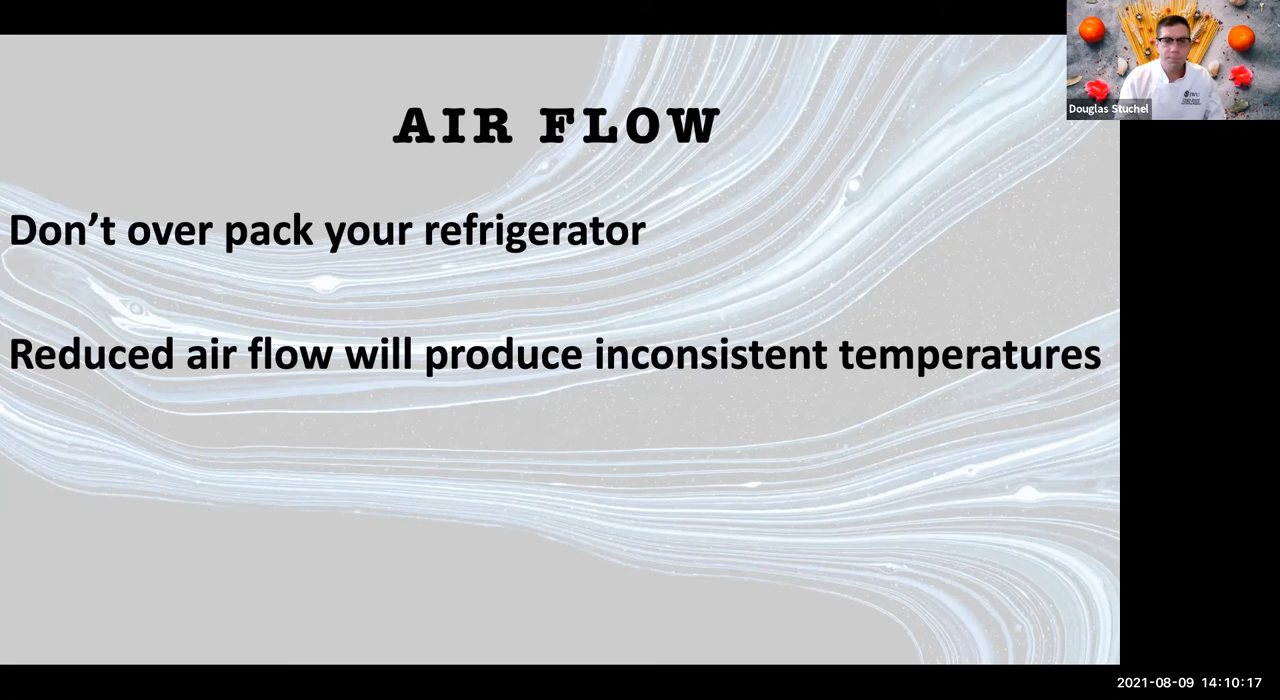 AIR FLOW
Don’t over pack your refrigerator
Reduced air flow will produce inconsistent temperatures
JWU
Douglas Stuchel
2021-08-09 14:10:17